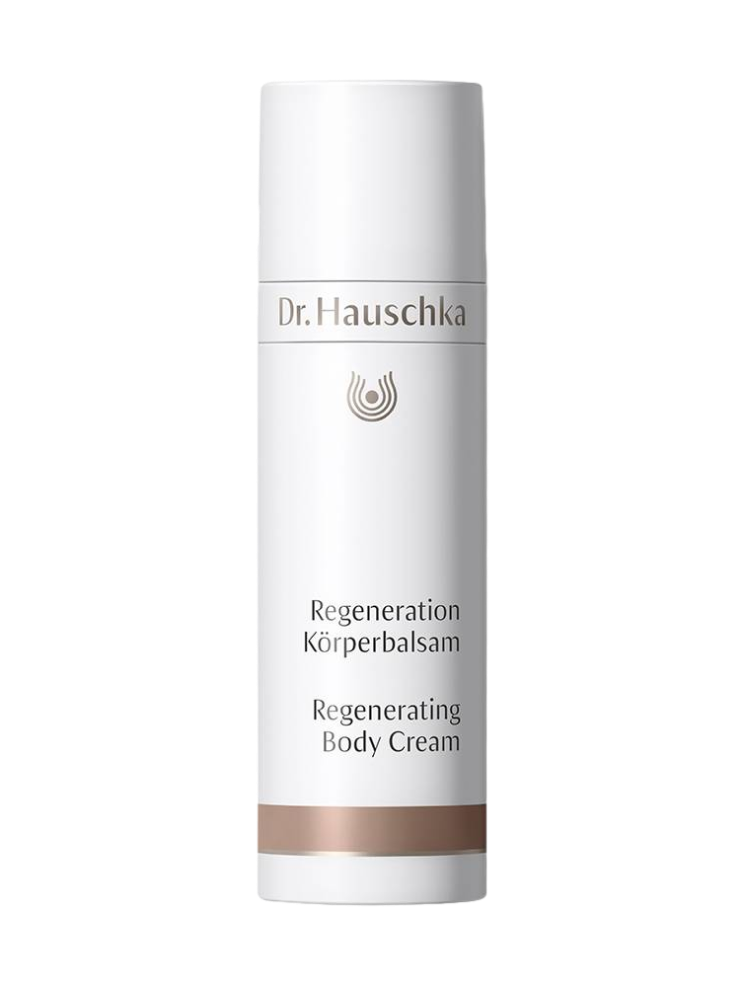 Dr. Hauschka
Regeneration
Körperbalsam
Regenerating
Body Cream